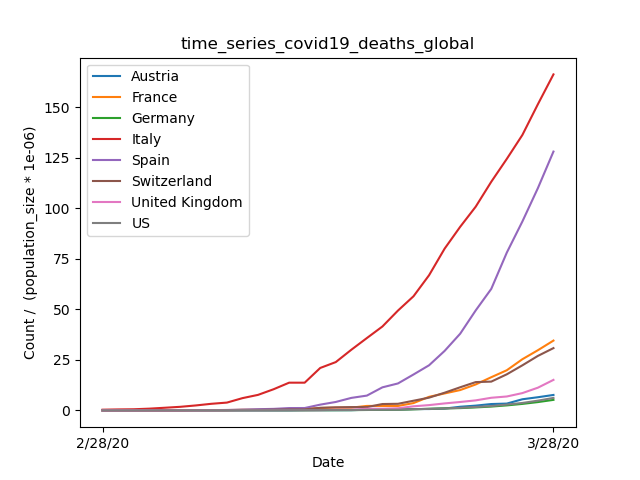 time_series_covid19_deaths_global
Austria
France
Germany
Italy
Spain
Switzerland
United Kingdom
US
Count /  (population_size * 1e-06)
150
125
100
75
50
25
0
2/28/20
3/28/20
Date